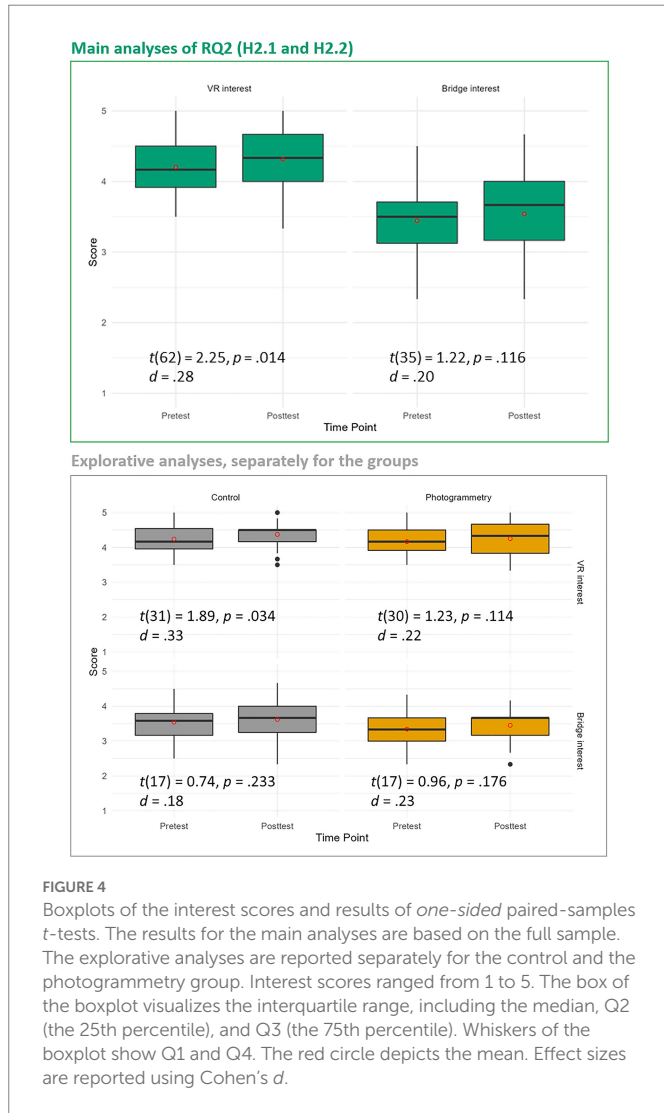 Main analyses of RQ2 (H2.1 and H2.2)
VR interest
Bridge interest
5
4
3
2
1
Score
t(62) = 2.25, p = .014
d = .28
t(35) = 1.22, p = .116
d = .20
Pretest
Posttest
Pretest
Posttest
Time Point
Explorative analyses, separately for the groups
Control
Photogrammetry
5
4
3
2
1
VR interest
t(31) = 1.89, p = .034
d = .33
t(30) = 1.23, p = .114
d = .22
Score
5
4
3
2
1
Bridge interest
t(17) = 0.74, p = .233
d = .18
t(17) = 0.96, p = .176
d = .23
Pretest
Posttest
Pretest
Posttest
Time Point
FIGURE 4
Boxplots of the interest scores and results of one-sided paired-samples
t-tests. The results for the main analyses are based on the full sample.
The explorative analyses are reported separately for the control and the
photogrammetry group. Interest scores ranged from 1 to 5. The box of
the boxplot visualizes the interquartile range, including the median, Q2
(the 25th percentile), and Q3 (the 75th percentile). Whiskers of the
boxplot show Q1 and Q4. The red circle depicts the mean. Effect sizes
are reported using Cohen's d.